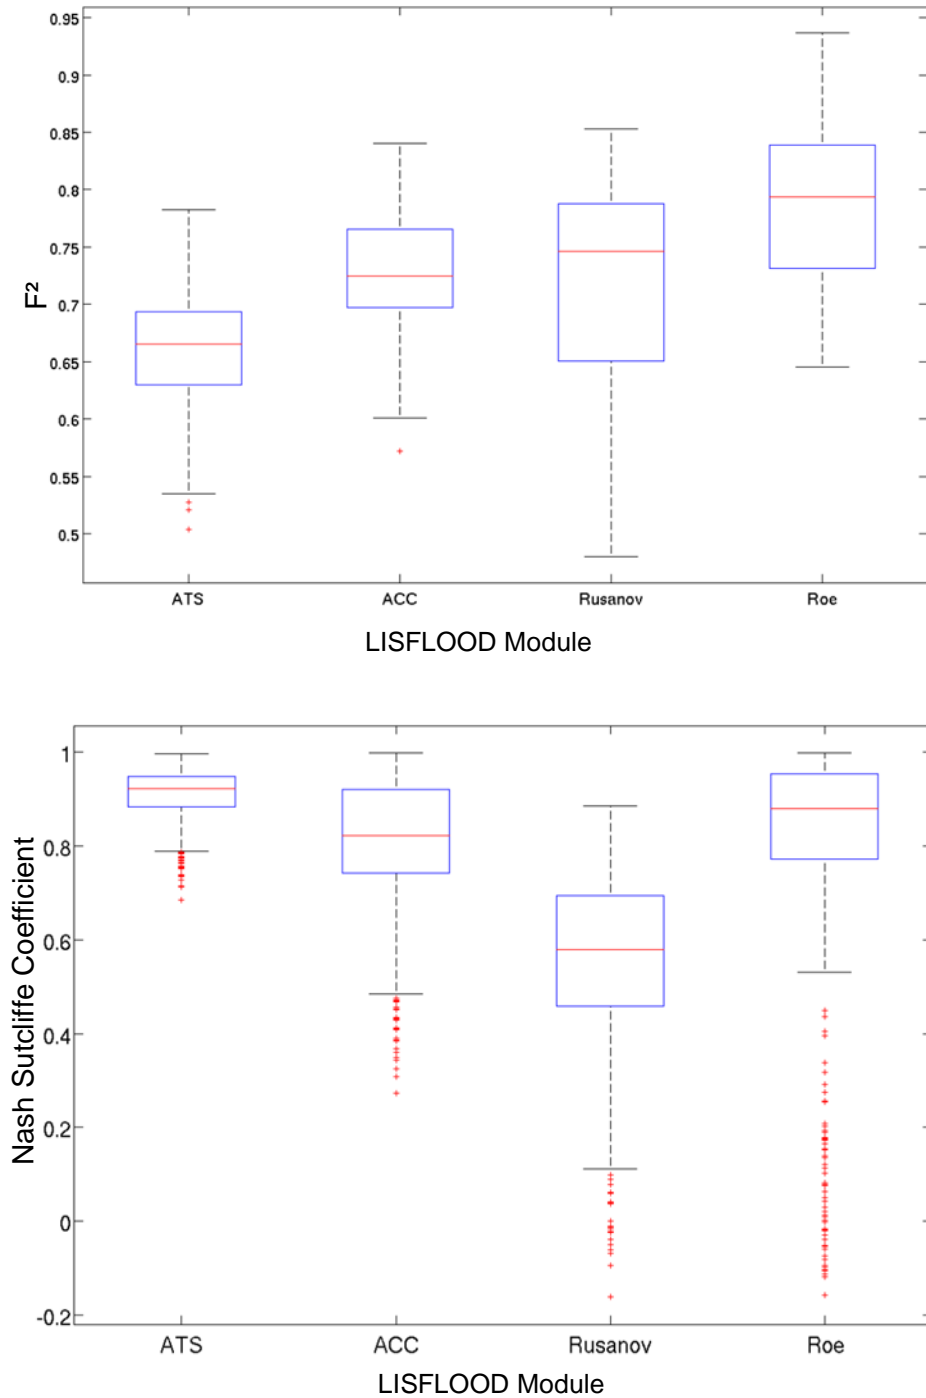 0.95
0.9
0.85
0.8
0.75
0.7
0.65
0.6
0.55
0.5
F²
ATS ACC Rusanov Roe
LISFLOOD Module
1
0.8
0.6
0.4
0.2
0
-0.2
Nash Sutcliffe Coefficient
ATS ACC Rusanov Roe
LISFLOOD Module